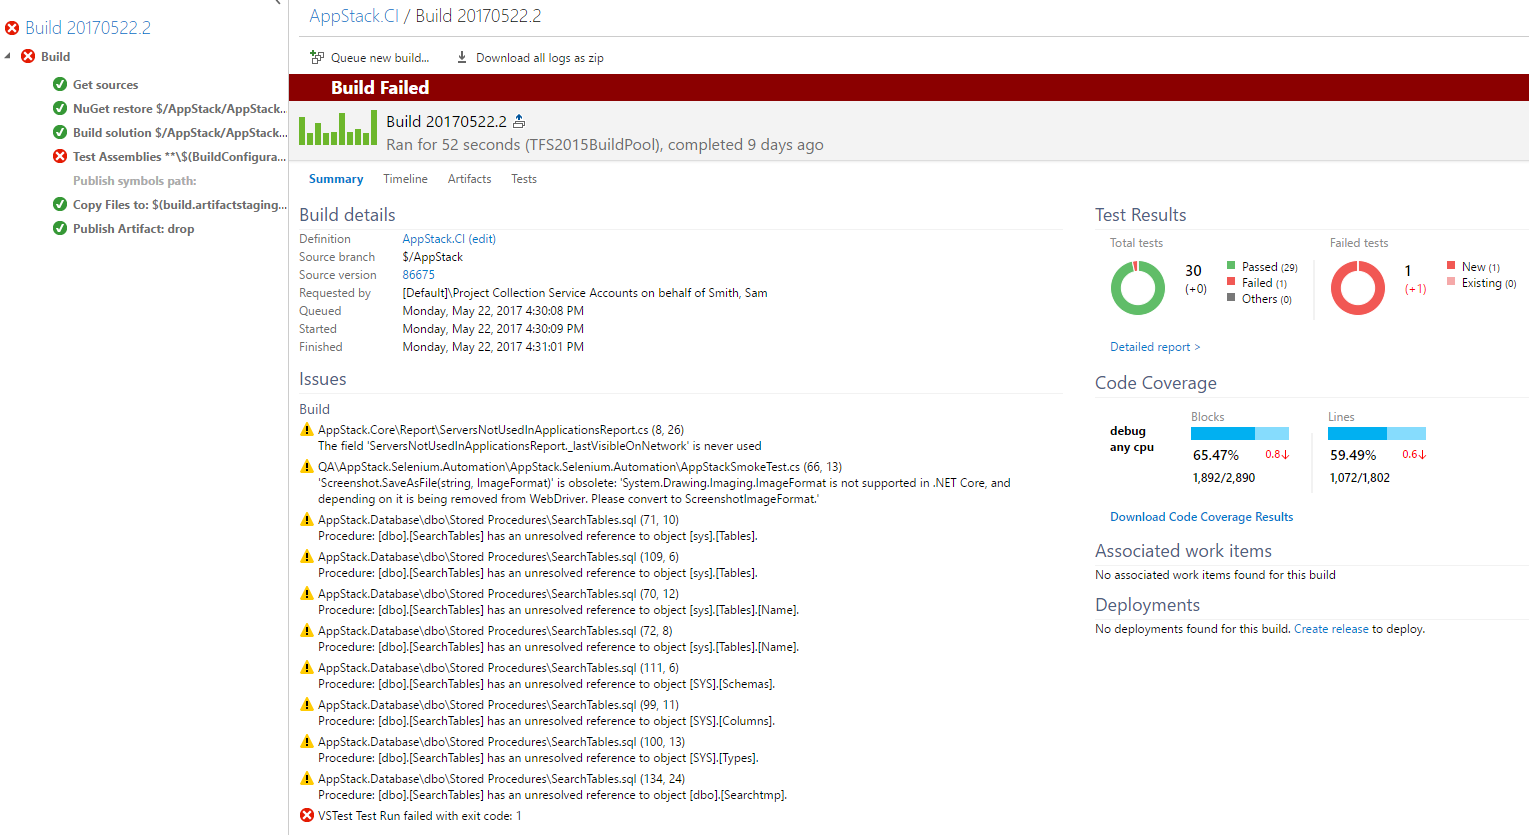 Build 20170522.2
Build
Get sources
NuGet restore $/AppStack/AppStack...
Build solution $/AppStack/AppStack...
Test Assemblies **\$(BuildConfigura...
Publish symbols path:
Copy Files to: $(build.artifactstaging...
Publish Artifact: drop
AppStack.CI / Build 20170522.2
Queue new build... Download all logs as zip
Build Failed
Build 20170522.2
Ran for 52 seconds (TFS2015BuildPool), completed 9 days ago
Summary Timeline Artifacts Tests
Build details
Definition AppStack.CI (edit)
Source branch $/AppStack
Source version 86675
Requested by [Default]\Project Collection Service Accounts on behalf of Smith, Sam
Queued Monday, May 22, 2017 4:30:08 PM
Started Monday, May 22, 2017 4:30:09 PM
Finished Monday, May 22, 2017 4:31:01 PM
Issues
Build
AppStack.Core\Report\ServersNotUsedInApplicationsReport.cs (8, 26)
The field 'ServersNotUsedInApplicationsReport._lastVisibleOnNetwork' is never used
QA\AppStack.Selenium.Automation\AppStack.Selenium.Automation\AppStackSmokeTest.cs (66, 13)
'Screenshot.SaveAsFile(string, ImageFormat)' is obsolete: 'System.Drawing.Imaging.ImageFormat is not supported in .NET Core, and
depending on it is being removed from WebDriver. Please convert to ScreenshotImageFormat.'
AppStack.Database\dbo\Stored Procedures\SearchTables.sql (71, 10)
Procedure: [dbo].[SearchTables] has an unresolved reference to object [sys].[Tables].
AppStack.Database\dbo\Stored Procedures\SearchTables.sql (109, 6)
Procedure: [dbo].[SearchTables] has an unresolved reference to object [sys].[Tables].
AppStack.Database\dbo\Stored Procedures\SearchTables.sql (70, 12)
Procedure: [dbo].[SearchTables] has an unresolved reference to object [sys].[Tables].[Name].
AppStack.Database\dbo\Stored Procedures\SearchTables.sql (72, 8)
Procedure: [dbo].[SearchTables] has an unresolved reference to object [sys].[Tables].[Name].
AppStack.Database\dbo\Stored Procedures\SearchTables.sql (111, 6)
Procedure: [dbo].[SearchTables] has an unresolved reference to object [SYS].[Schemas].
AppStack.Database\dbo\Stored Procedures\SearchTables.sql (99, 11)
Procedure: [dbo].[SearchTables] has an unresolved reference to object [SYS].[Columns].
AppStack.Database\dbo\Stored Procedures\SearchTables.sql (100, 13)
Procedure: [dbo].[SearchTables] has an unresolved reference to object [SYS].[Types].
AppStack.Database\dbo\Stored Procedures\SearchTables.sql (134, 24)
Procedure: [dbo].[SearchTables] has an unresolved reference to object [dbo].[Searchtmp].
VSTest Test Run failed with exit code: 1
Test Results
Total tests
30
(+0)
Passed (29)
Failed (1)
Others (0)
Failed tests
1
(+1)
New (1)
Existing (0)
Detailed report >
Code Coverage
debug
any cpu
Blocks
65.47% 0.8↓
1,892/2,890
Lines
59.49% 0.6↓
1,072/1,802
Download Code Coverage Results
Associated work items
No associated work items found for this build
Deployments
No deployments found for this build. Create release to deploy.